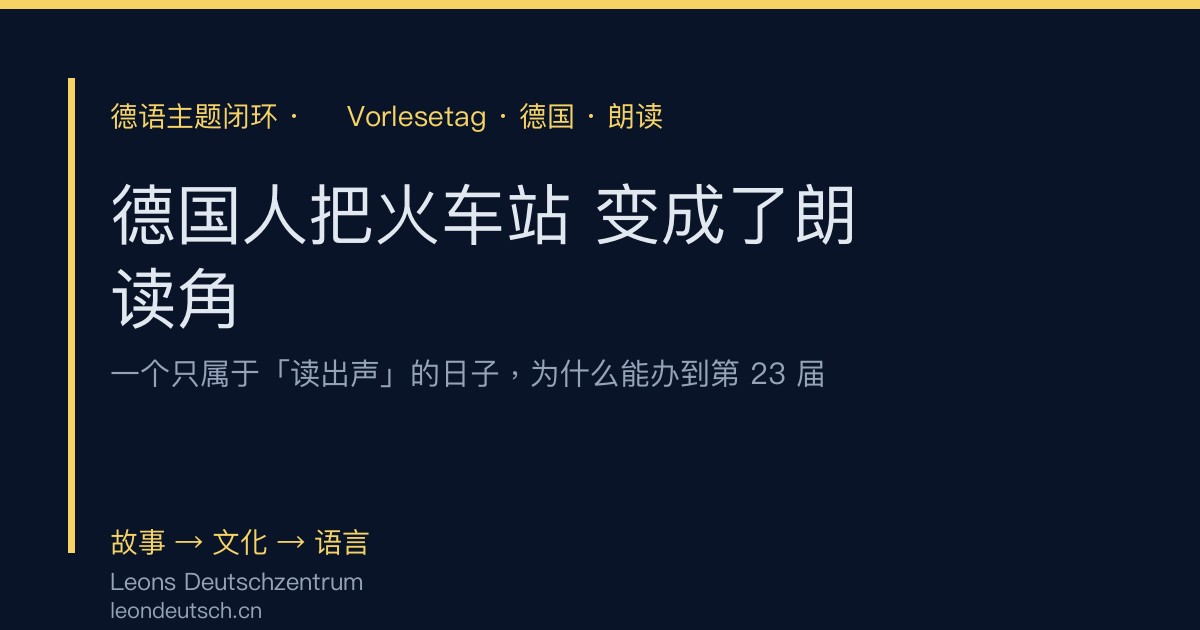 德语主题闭环 · Vorlesetag · 德国 · 朗读
德国人把火车站 变成了朗
读角
一个只属于「读出声」的日子，为什么能办到第 23 届
故事 → 文化 → 语言
Leons Deutschzentrum
leondeutsch.cn